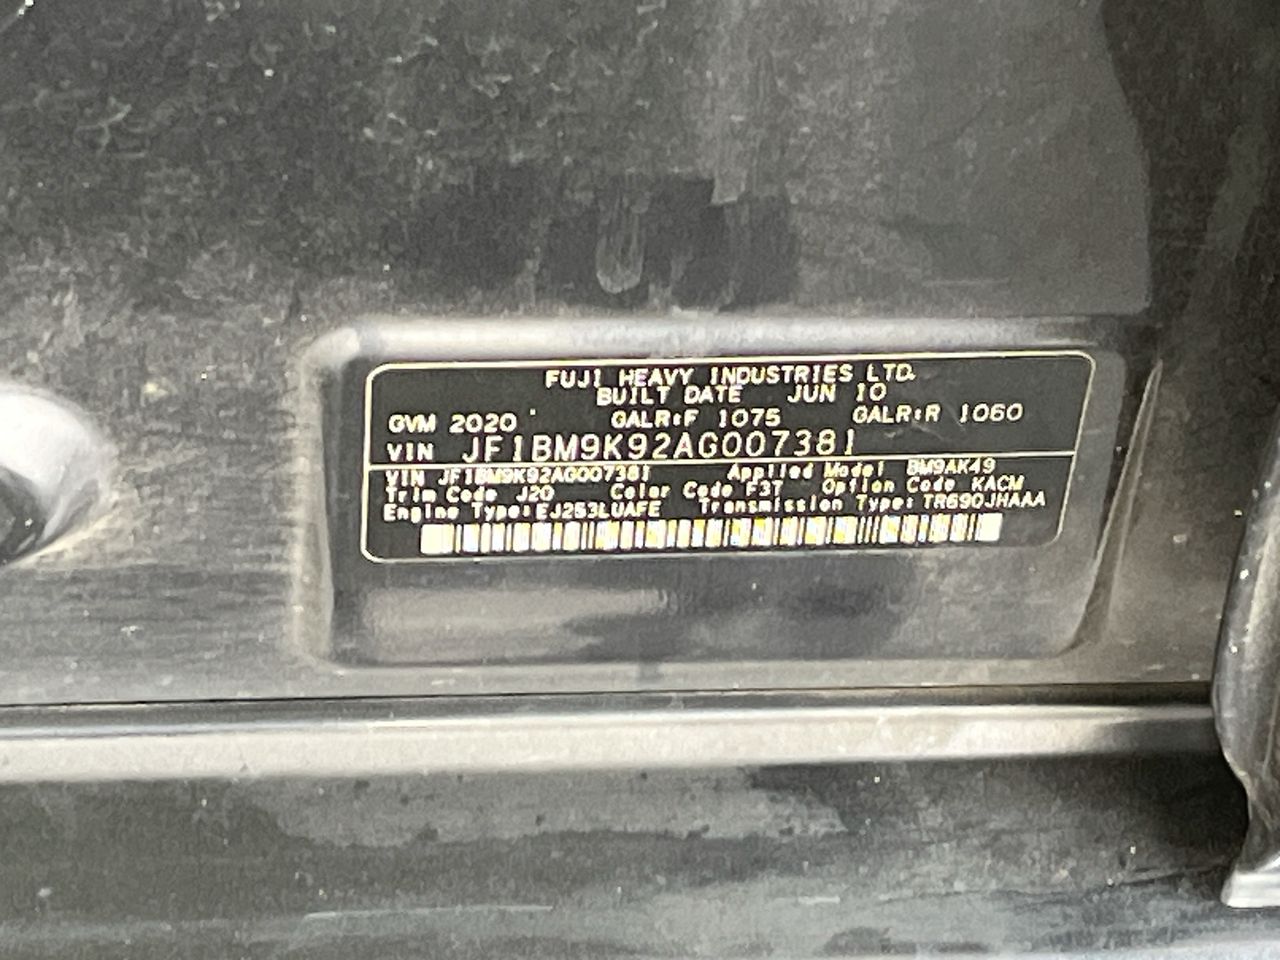 FUJI HEAVY INDUSTRIES LTD.
BUILT DATE JUN 10
GVM 2020 GALR:F 1075 GALR:R 1060
VIN JF1BM9K92AG007381
VIN JF1BM9K92AG007381 Applied Model BM9AK49
Trim Code J20 Color Code F37 Option Code KACM
Engine Type: EJ253LUAFE Transmission Type: TR690JHAAA